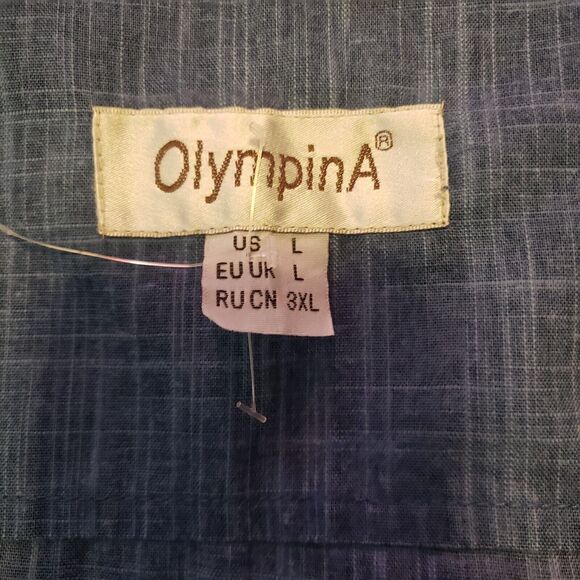 OlympinA®
US L
EU UK L
RU CN 3XL